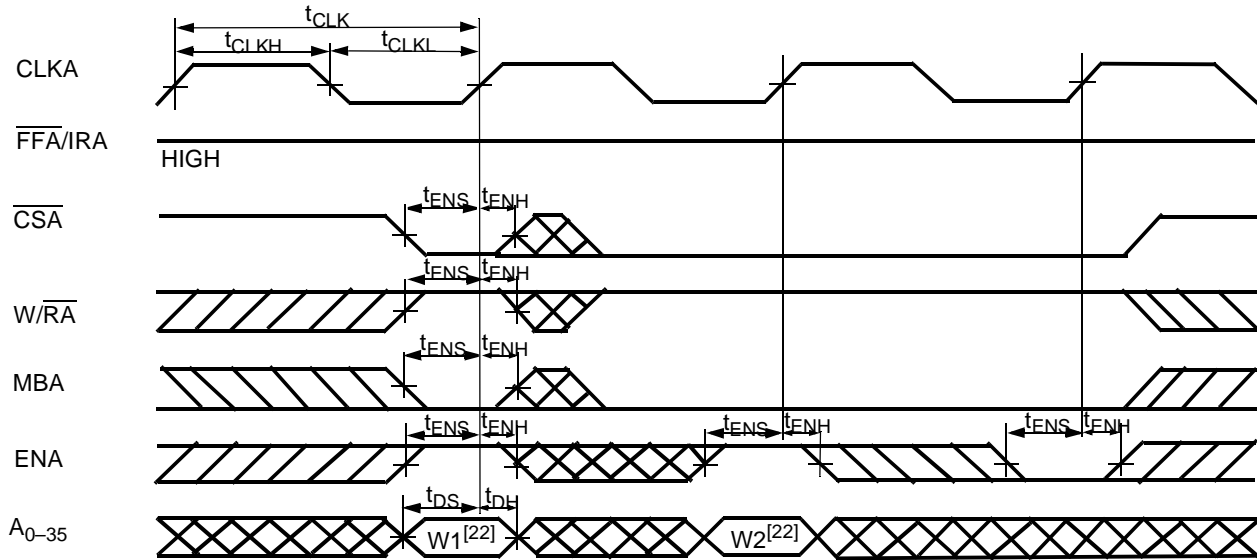 tCLK
tCLKH tCLKL
CLKA
FFA/IRA
HIGH
tENS tENH
CSA
tENS tENH
W/RA
tENS tENH
MBA
tENS tENH tENS tENH tENS tENH
ENA
tDS tDH
A0–35 W1[22] W2[22]